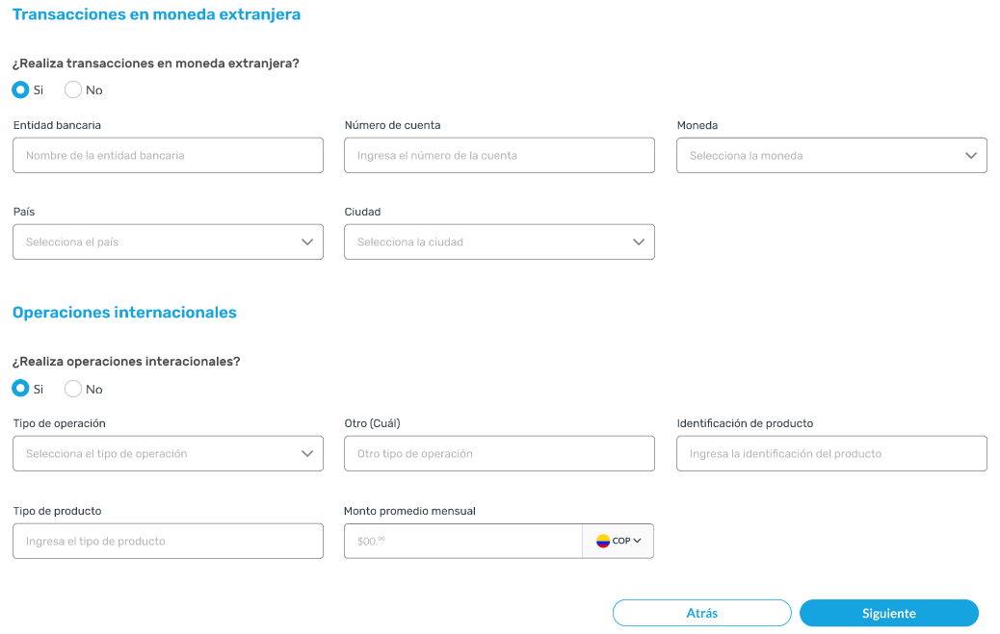 Transacciones en moneda extranjera
¿Realiza transacciones en moneda extranjera?
Si No
Entidad bancaria Número de cuenta Moneda
Nombre de la entidad bancaria Ingresa el número de la cuenta Selecciona la moneda
País Ciudad
Selecciona el país Selecciona la ciudad
Operaciones internacionales
¿Realiza operaciones interacionales?
Si No
Tipo de operación Otro (Cuál) Identificación de producto
Selecciona el tipo de operación Otro tipo de operación Ingresa la identificación del producto
Tipo de producto Monto promedio mensual
Ingresa el tipo de producto $00.⁰⁰ COP
Atrás Siguiente